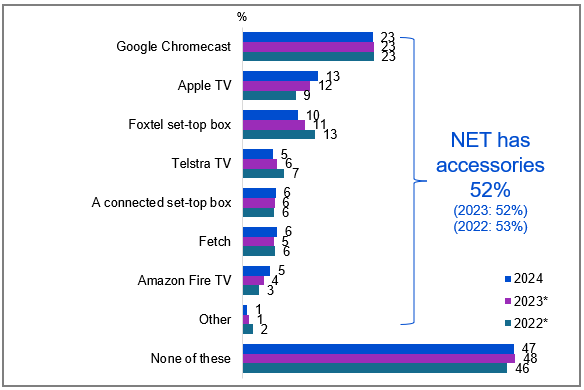 %
Google Chromecast 23
23
23
Apple TV 13
12
9
Foxtel set-top box 10
11
13
Telstra TV 5
6
7
A connected set-top box 6
6
6
Fetch 6
5
6
Amazon Fire TV 5
4
3
Other 1
1
2
None of these 47
48
46
NET has
accessories
52%
(2023: 52%)
(2022: 53%)
2024
2023*
2022*